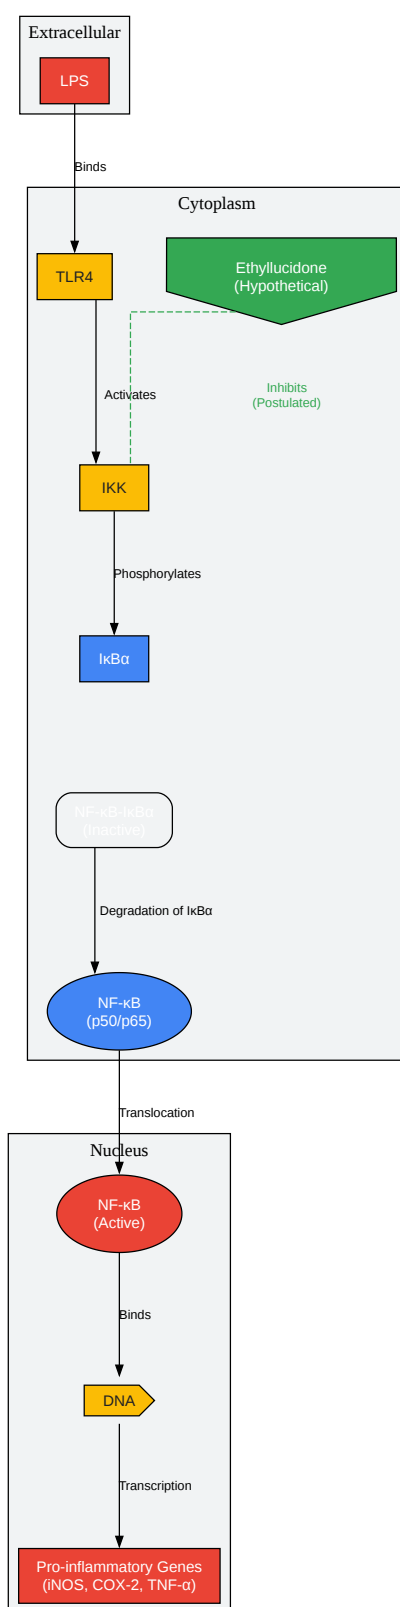 Extracellular
LPS
Binds
Cytoplasm
TLR4
Ethyllucidone
(Hypothetical)
Activates
Inhibits
(Postulated)
IKK
Phosphorylates
IκBα
NF-κB-IκBα
(Inactive)
Degradation of IκBα
NF-κB
(p50/p65)
Translocation
Nucleus
NF-κB
(Active)
Binds
DNA
Transcription
Pro-inflammatory Genes
(iNOS, COX-2, TNF-α)